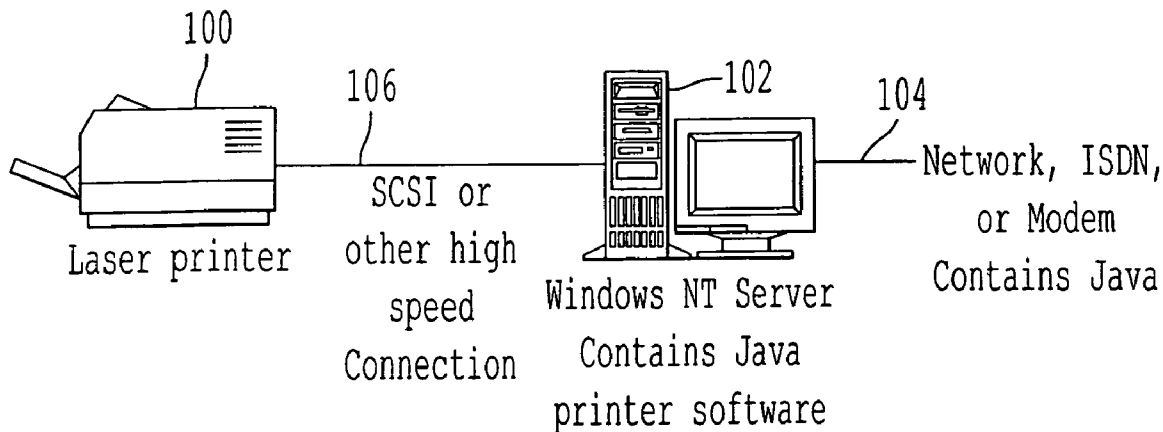 100
106
102
104
Laser printer
SCSI or
other high
speed
Connection
Windows NT Server
Contains Java
printer software
Network, ISDN,
or Modem
Contains Java